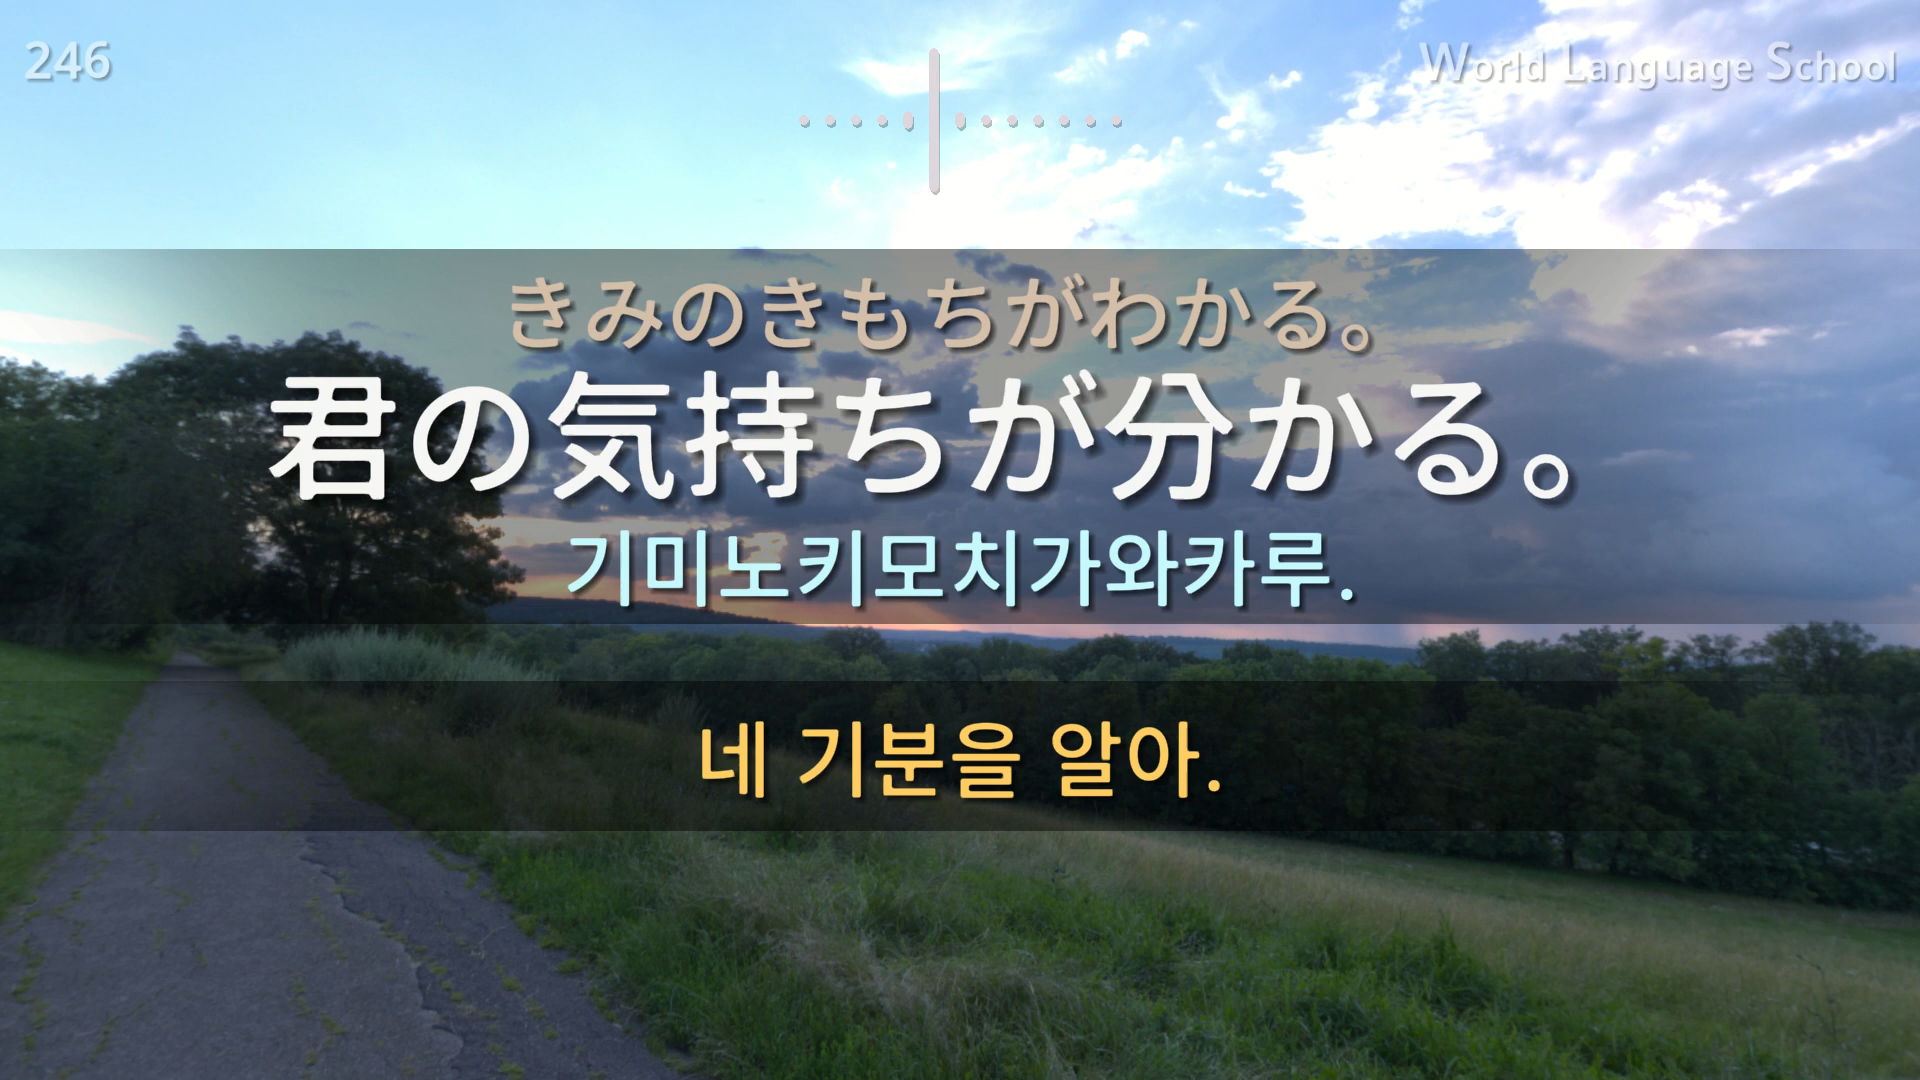 246
World Language School
きみのきもちがわかる。
君の気持ちが分かる。
기미노키모치가와카루.
네 기분을 알아.